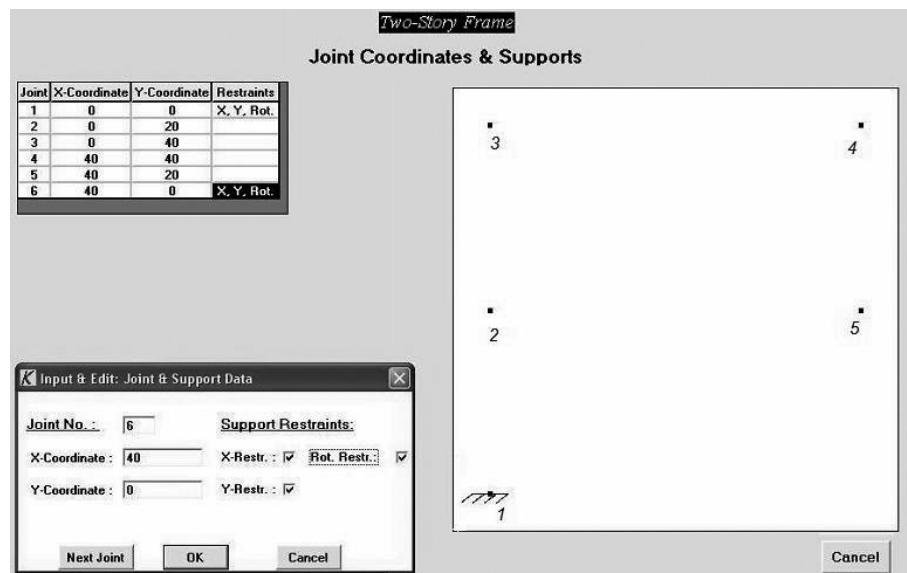 Two-Story Frame
Joint Coordinates & Supports
Joint X-Coordinate Y-Coordinate Restraints
1 0 0 X, Y, Rot.
2 0 20
3 0 40
4 40 40
5 40 20
6 40 0 X, Y, Rot.
3
4
2
5
1
K Input & Edit: Joint & Support Data
Joint No. : 6 Support Restraints:
X-Coordinate : 40 X-Restr. : Rot. Restr.:
Y-Coordinate : 0 Y-Restr. :
Next Joint OK Cancel
Cancel